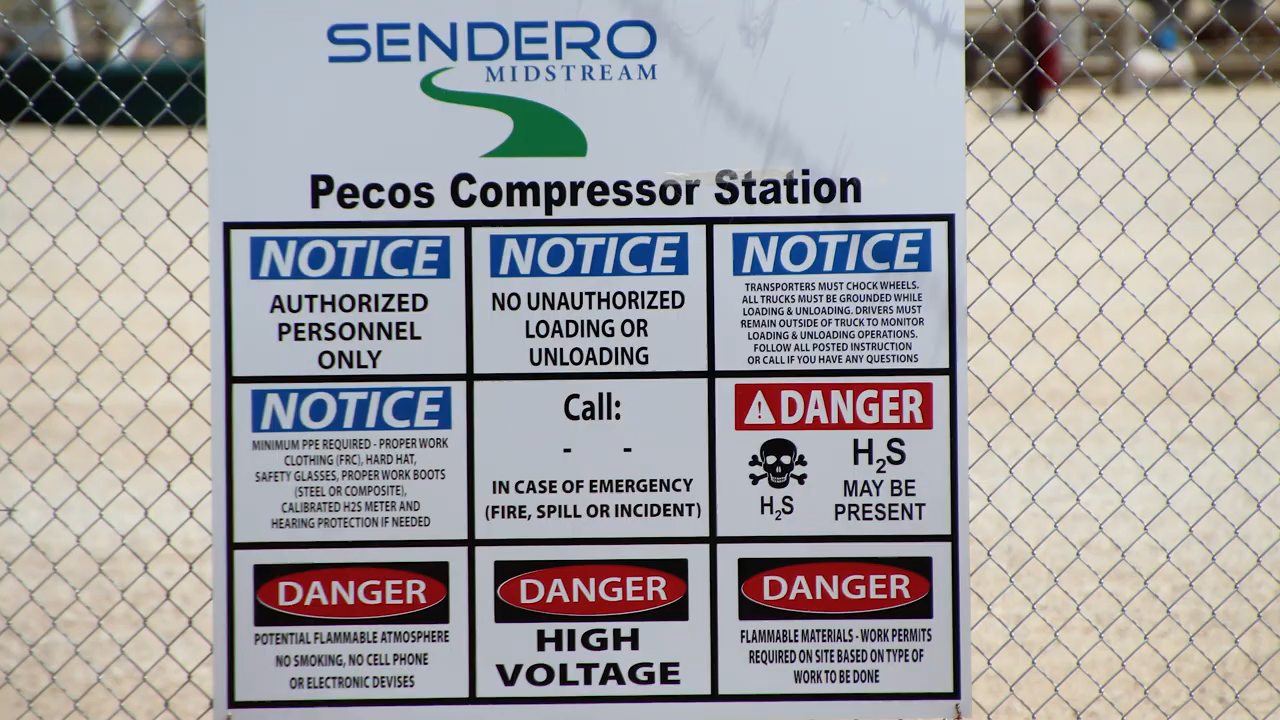 SENDERO
MIDSTREAM
Pecos Compressor Station
NOTICE
AUTHORIZED
PERSONNEL
ONLY
NOTICE
NO UNAUTHORIZED
LOADING OR
UNLOADING
NOTICE
TRANSPORTERS MUST CHOCK WHEELS.
ALL TRUCKS MUST BE GROUNDED WHILE
LOADING & UNLOADING. DRIVERS MUST
REMAIN OUTSIDE OF TRUCK TO MONITOR
LOADING & UNLOADING OPERATIONS.
FOLLOW ALL POSTED INSTRUCTION
OR CALL IF YOU HAVE ANY QUESTIONS
NOTICE
MINIMUM PPE REQUIRED - PROPER WORK
CLOTHING (FRC), HARD HAT,
SAFETY GLASSES, PROPER WORK BOOTS
(STEEL OR COMPOSITE),
CALIBRATED H2S METER AND
HEARING PROTECTION IF NEEDED
Call:
- -
IN CASE OF EMERGENCY
(FIRE, SPILL OR INCIDENT)
DANGER
H₂S
H₂S
MAY BE
PRESENT
DANGER
POTENTIAL FLAMMABLE ATMOSPHERE
NO SMOKING, NO CELL PHONE
OR ELECTRONIC DEVISES
DANGER
HIGH
VOLTAGE
DANGER
FLAMMABLE MATERIALS - WORK PERMITS
REQUIRED ON SITE BASED ON TYPE OF
WORK TO BE DONE